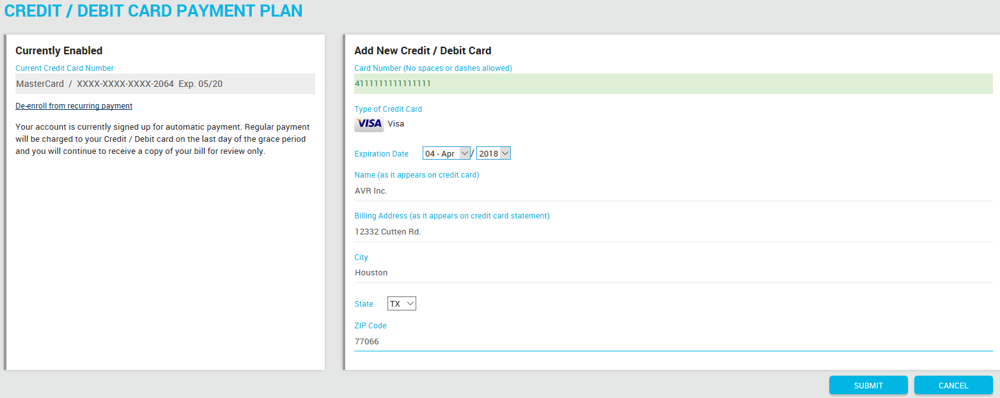 CREDIT / DEBIT CARD PAYMENT PLAN
Currently Enabled
Current Credit Card Number
MasterCard / XXXX-XXXX-XXXX-2064 Exp. 05/20
De-enroll from recurring payment
Your account is currently signed up for automatic payment. Regular payment
will be charged to your Credit / Debit card on the last day of the grace period
and you will continue to receive a copy of your bill for review only.
Add New Credit / Debit Card
Card Number (No spaces or dashes allowed)
4111111111111111
Type of Credit Card
VISA Visa
Expiration Date 04 - Apr / 2018
Name (as it appears on credit card)
AVR Inc.
Billing Address (as it appears on credit card statement)
12332 Cutten Rd.
City
Houston
State TX
ZIP Code
77066
SUBMIT CANCEL